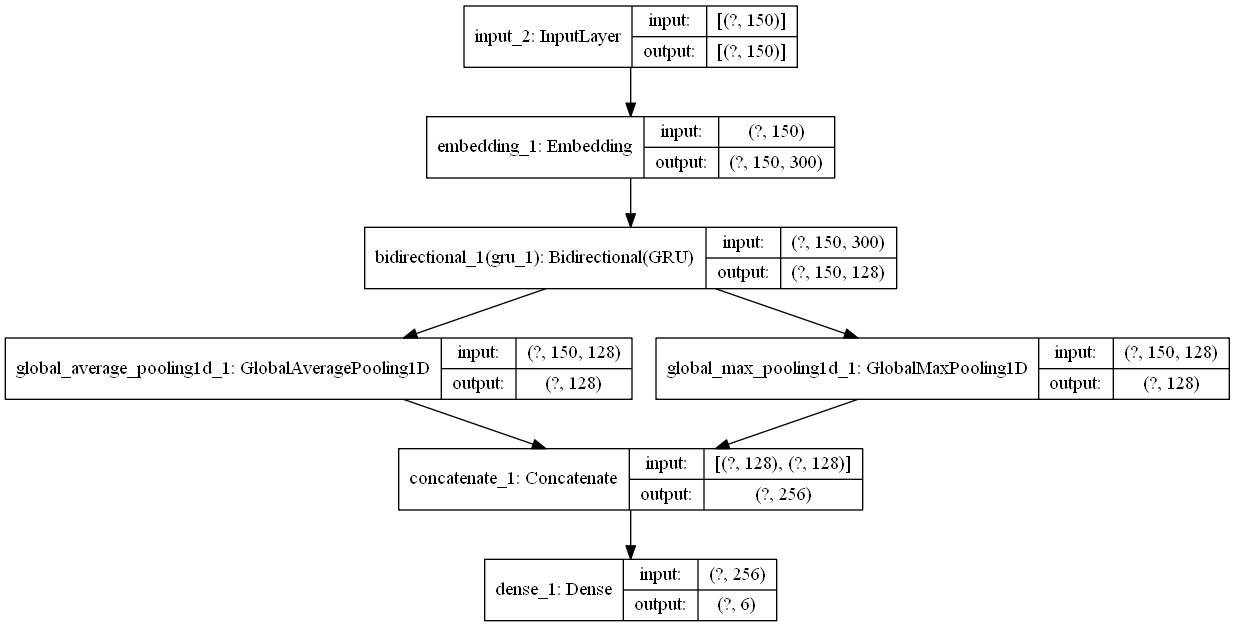 input_2: InputLayer
input: [(?, 150)]
output: [(?, 150)]
embedding_1: Embedding
input: (?, 150)
output: (?, 150, 300)
bidirectional_1(gru_1): Bidirectional(GRU)
input: (?, 150, 300)
output: (?, 150, 128)
global_average_pooling1d_1: GlobalAveragePooling1D
input: (?, 150, 128)
output: (?, 128)
global_max_pooling1d_1: GlobalMaxPooling1D
input: (?, 150, 128)
output: (?, 128)
concatenate_1: Concatenate
input: [(?, 128), (?, 128)]
output: (?, 256)
dense_1: Dense
input: (?, 256)
output: (?, 6)